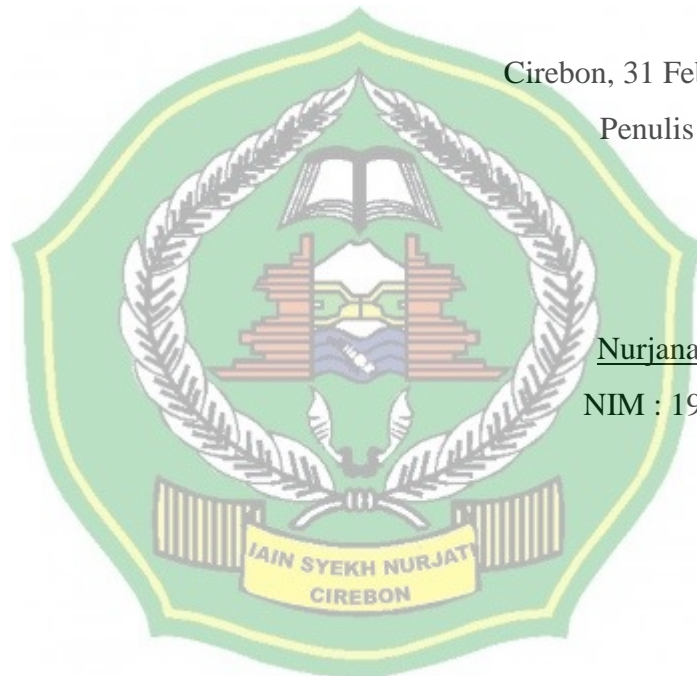 Cirebon, 31 Feb
Penulis
Nurjana
NIM : 19
IAIN SYEKH NURJATI
CIREBON